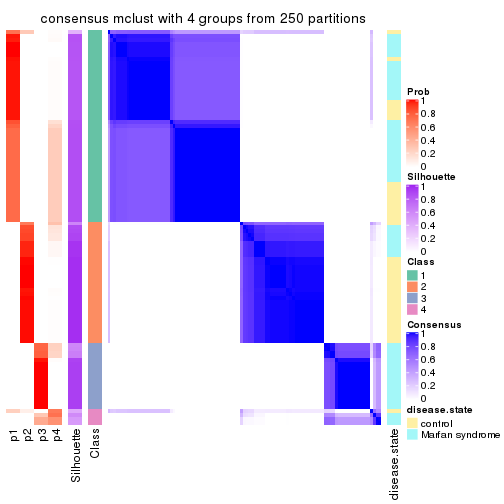 consensus mclust with 4 groups from 250 partitions
Prob
1
0.8
0.6
0.4
0.2
0
Silhouette
1
0.8
0.6
0.4
0.2
0
Class
1
2
3
4
Consensus
1
0.8
0.6
0.4
0.2
0
disease.state
control
Marfan syndrome
p1
p2
p3
p4
Silhouette
Class
disease.state